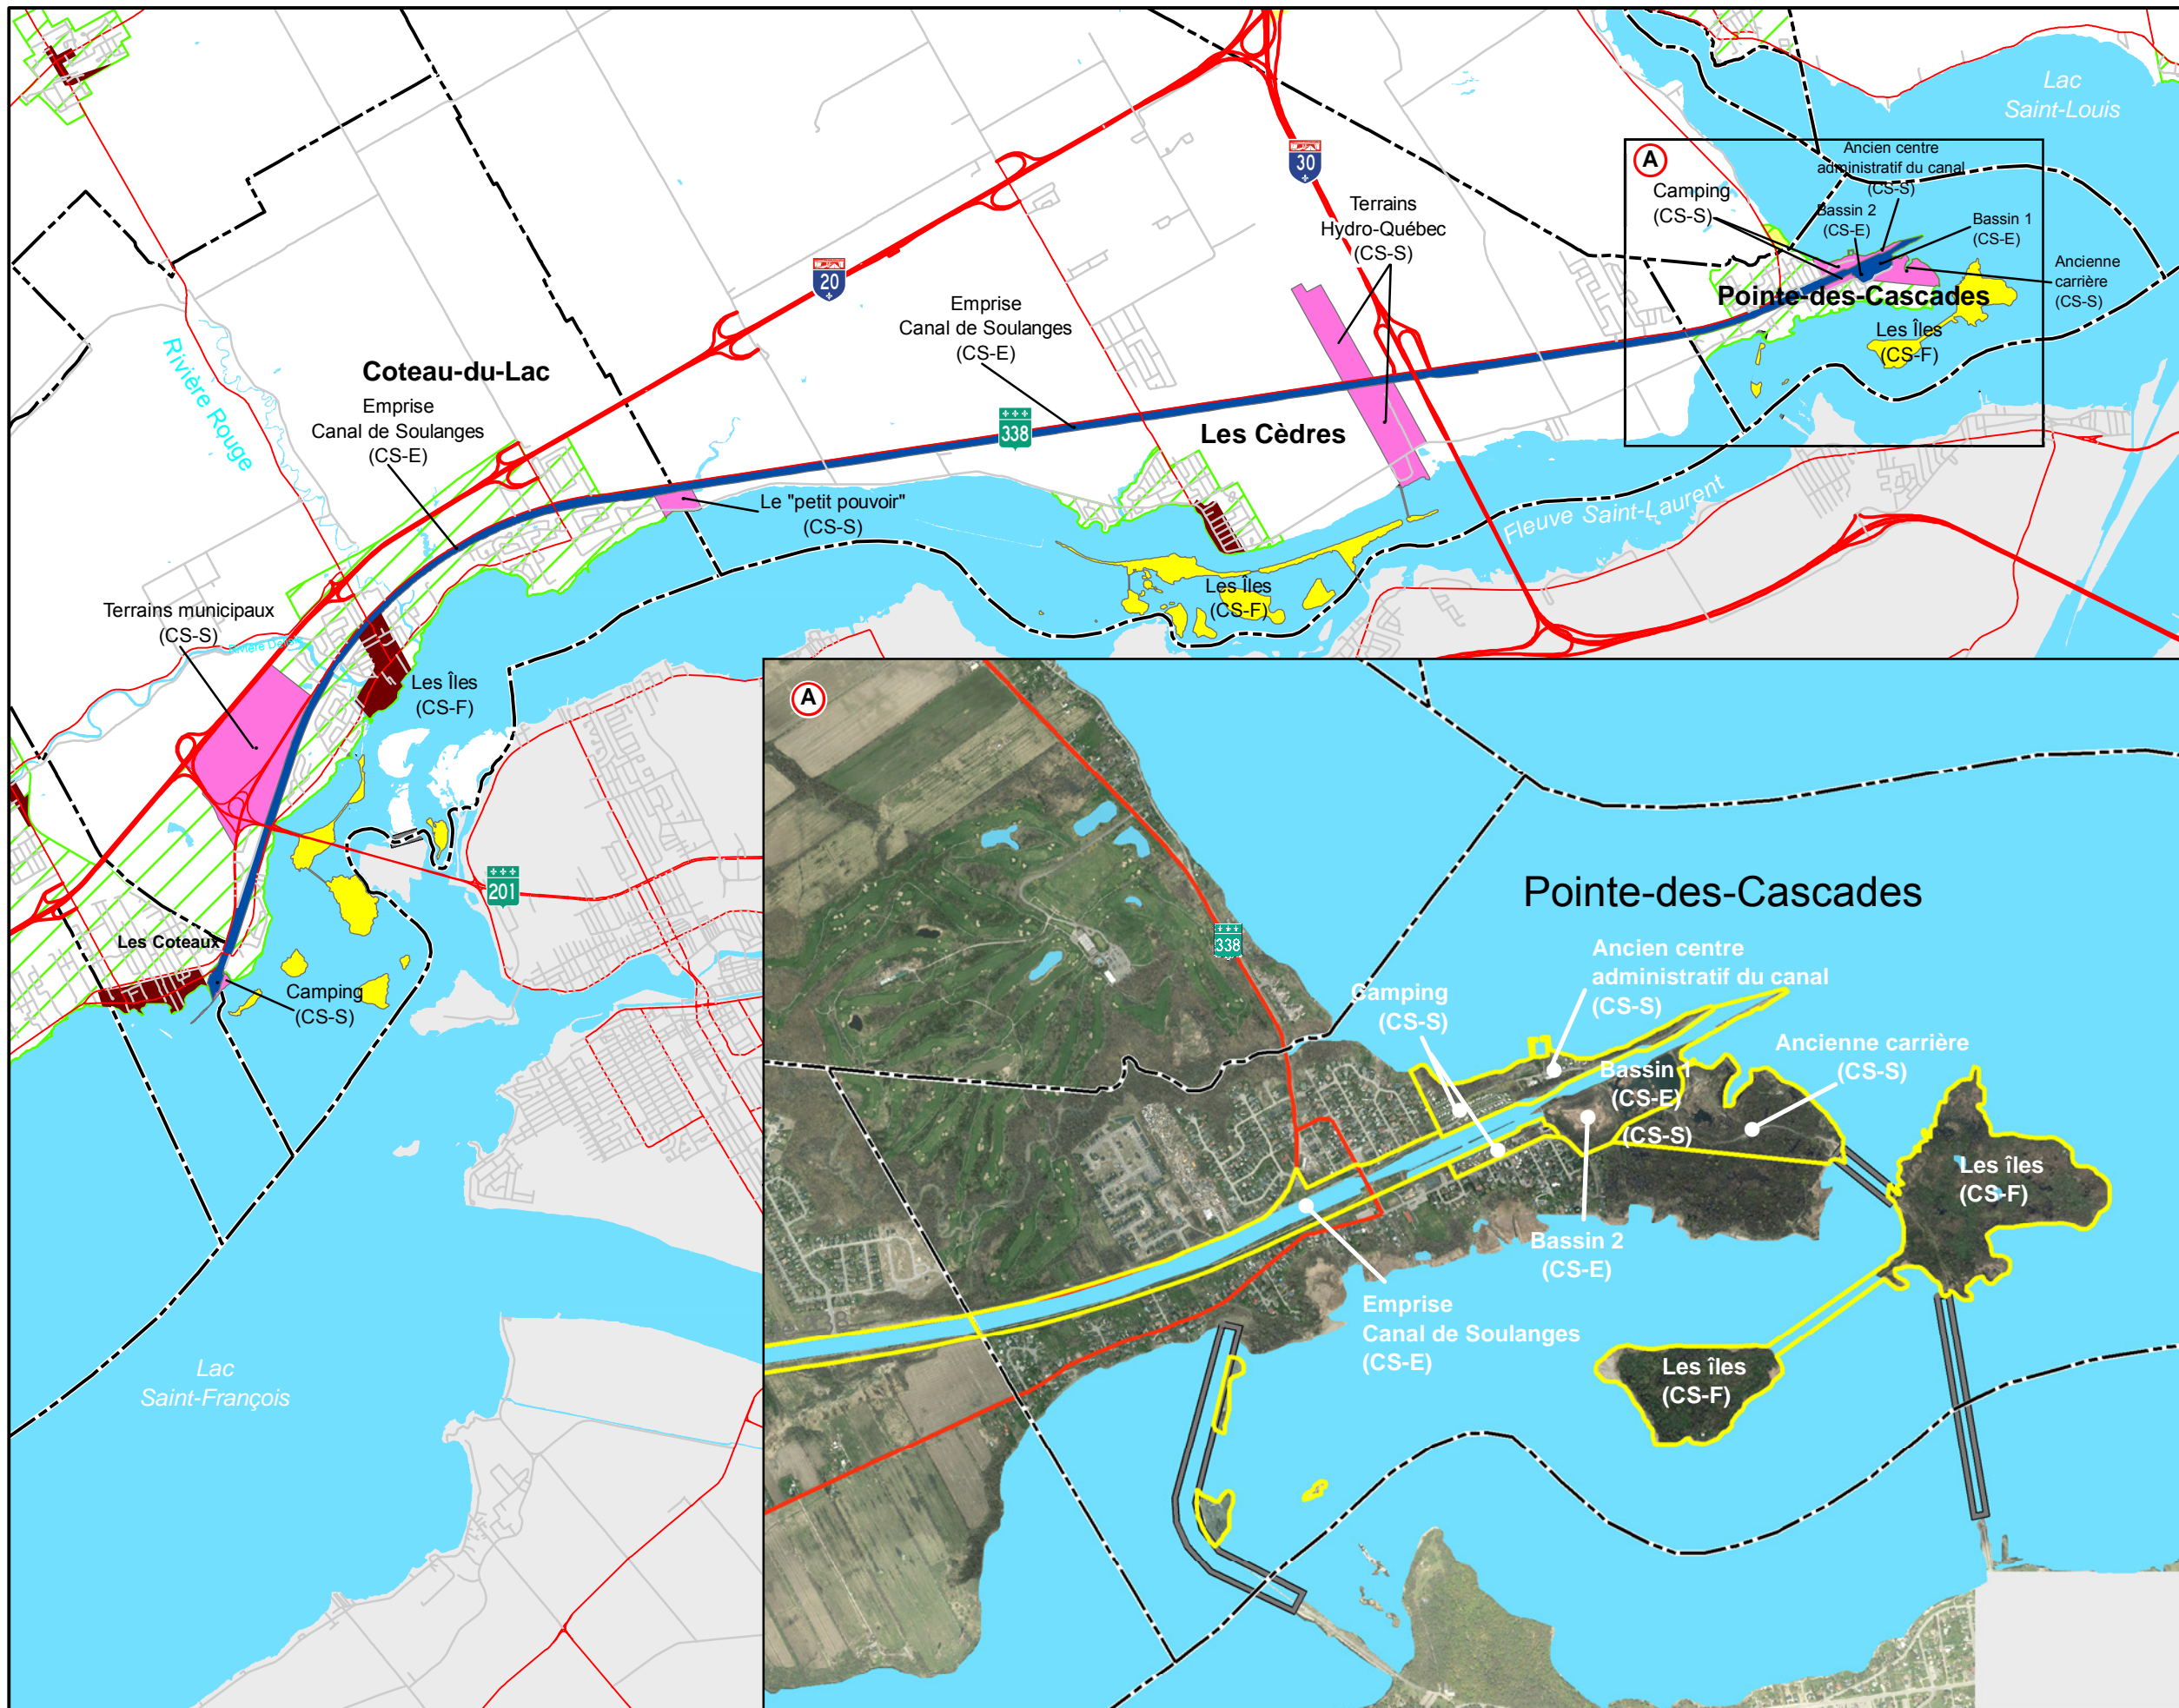 Lac
Saint-Louis
A
Ancien centre
administratif du canal
(CS-S)
Camping
(CS-S)
Bassin 2
(CS-E)
Bassin 1
(CS-E)
Ancienne
carrière
(CS-S)
Pointe-des-Cascades
Les Îles
(CS-F)
30
Terrains
Hydro-Québec
(CS-S)
20
Emprise
Canal de Soulanges
(CS-E)
338
Les Cèdres
Rivière Rouge
Coteau-du-Lac
Emprise
Canal de Soulanges
(CS-E)
Le "petit pouvoir"
(CS-S)
Fleuve Saint-Laurent
Les Îles
(CS-F)
Terrains municipaux
(CS-S)
Les Îles
(CS-F)
201
Les Coteaux
Camping
(CS-S)
Lac
Saint-François
A
Pointe-des-Cascades
338
Ancien centre
administratif du canal
(CS-S)
Camping
(CS-S)
Ancienne carrière
(CS-S)
Bassin 1
(CS-E)
(CS-S)
Les îles
(CS-F)
Bassin 2
(CS-E)
Emprise
Canal de Soulanges
(CS-E)
Les îles
(CS-F)